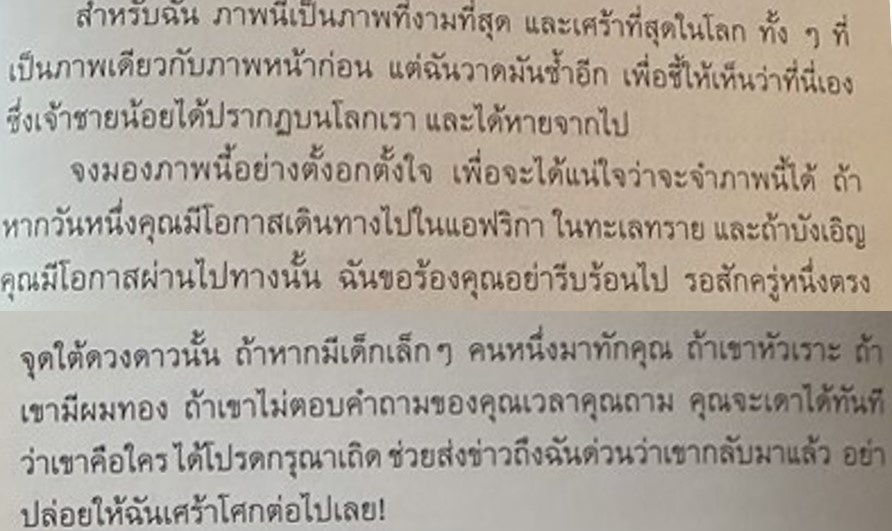 สำหรับฉัน ภาพนี้เป็นภาพที่งามที่สุด และเศร้าที่สุดในโลก ทั้ง ๆ ที่
เป็นภาพเดียวกับภาพหน้าก่อน แต่ฉันวาดมันซ้ำอีก เพื่อชี้ให้เห็นว่าที่นี่เอง
ซึ่งเจ้าชายน้อยได้ปรากฏบนโลกเรา และได้หายจากไป
จงมองภาพนี้อย่างตั้งอกตั้งใจ เพื่อจะได้แน่ใจว่าจะจำภาพนี้ได้ ถ้า
หากวันหนึ่งคุณมีโอกาสเดินทางไปในแอฟริกา ในทะเลทราย และถ้าบังเอิญ
คุณมีโอกาสผ่านไปทางนั้น ฉันขอร้องคุณอย่ารีบร้อนไป รอสักครู่หนึ่งตรง
จุดใต้ดวงดาวนั้น ถ้าหากมีเด็กเล็กๆ คนหนึ่งมาทักคุณ ถ้าเขาหัวเราะ ถ้า
เขามีผมทอง ถ้าเขาไม่ตอบคำถามของคุณเวลาคุณถาม คุณจะเดาได้ทันที
ว่าเขาคือใคร ได้โปรดกรุณาเถิด ช่วยส่งข่าวถึงฉันด่วนว่าเขากลับมาแล้ว อย่า
ปล่อยให้ฉันเศร้าโศกต่อไปเลย!